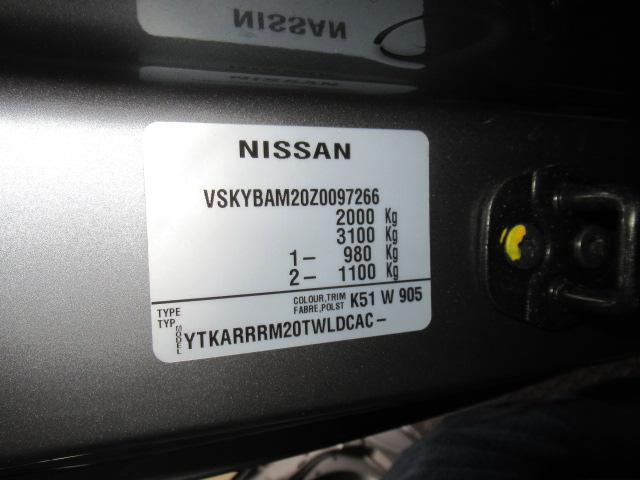 NISSAN
NISSAN
NISSAN
VSKYBAM20Z0097266
2000 Kg
3100 Kg
1- 980 Kg
2- 1100 Kg
TYPE COLOUR,TRIM K51 W 905
TYP FABRE,POLST
MODEL YTKARRRM20TWLDCAC-